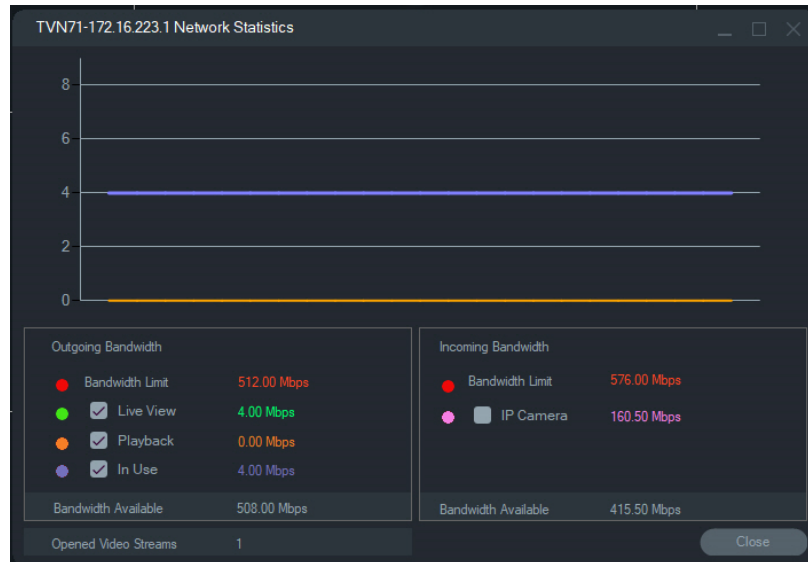 TVN71-172.16.223.1 Network Statistics
8
6
4
2
0
Outgoing Bandwidth
Bandwidth Limit 512.00 Mbps
Live View 4.00 Mbps
Playback 0.00 Mbps
In Use 4.00 Mbps
Bandwidth Available 508.00 Mbps
Opened Video Streams 1
Incoming Bandwidth
Bandwidth Limit 576.00 Mbps
IP Camera 160.50 Mbps
Bandwidth Available 415.50 Mbps
Close